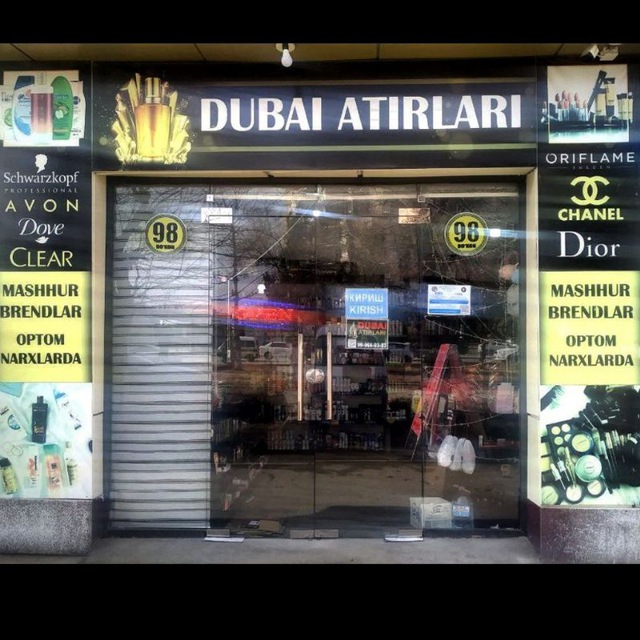 DUBAI ATIRLARI
Schwarzkopf
PROFESSIONAL
AVON
Dove
CLEAR
MASHHUR
BRENDLAR
OPTOM
NARXLARDA
98
98
КИРИШ
KIRISH
DUBAI
ATIRLARI
ORIFLAME
SWEDEN
CHANEL
Dior
MASHHUR
BRENDLAR
OPTOM
NARXLARDA